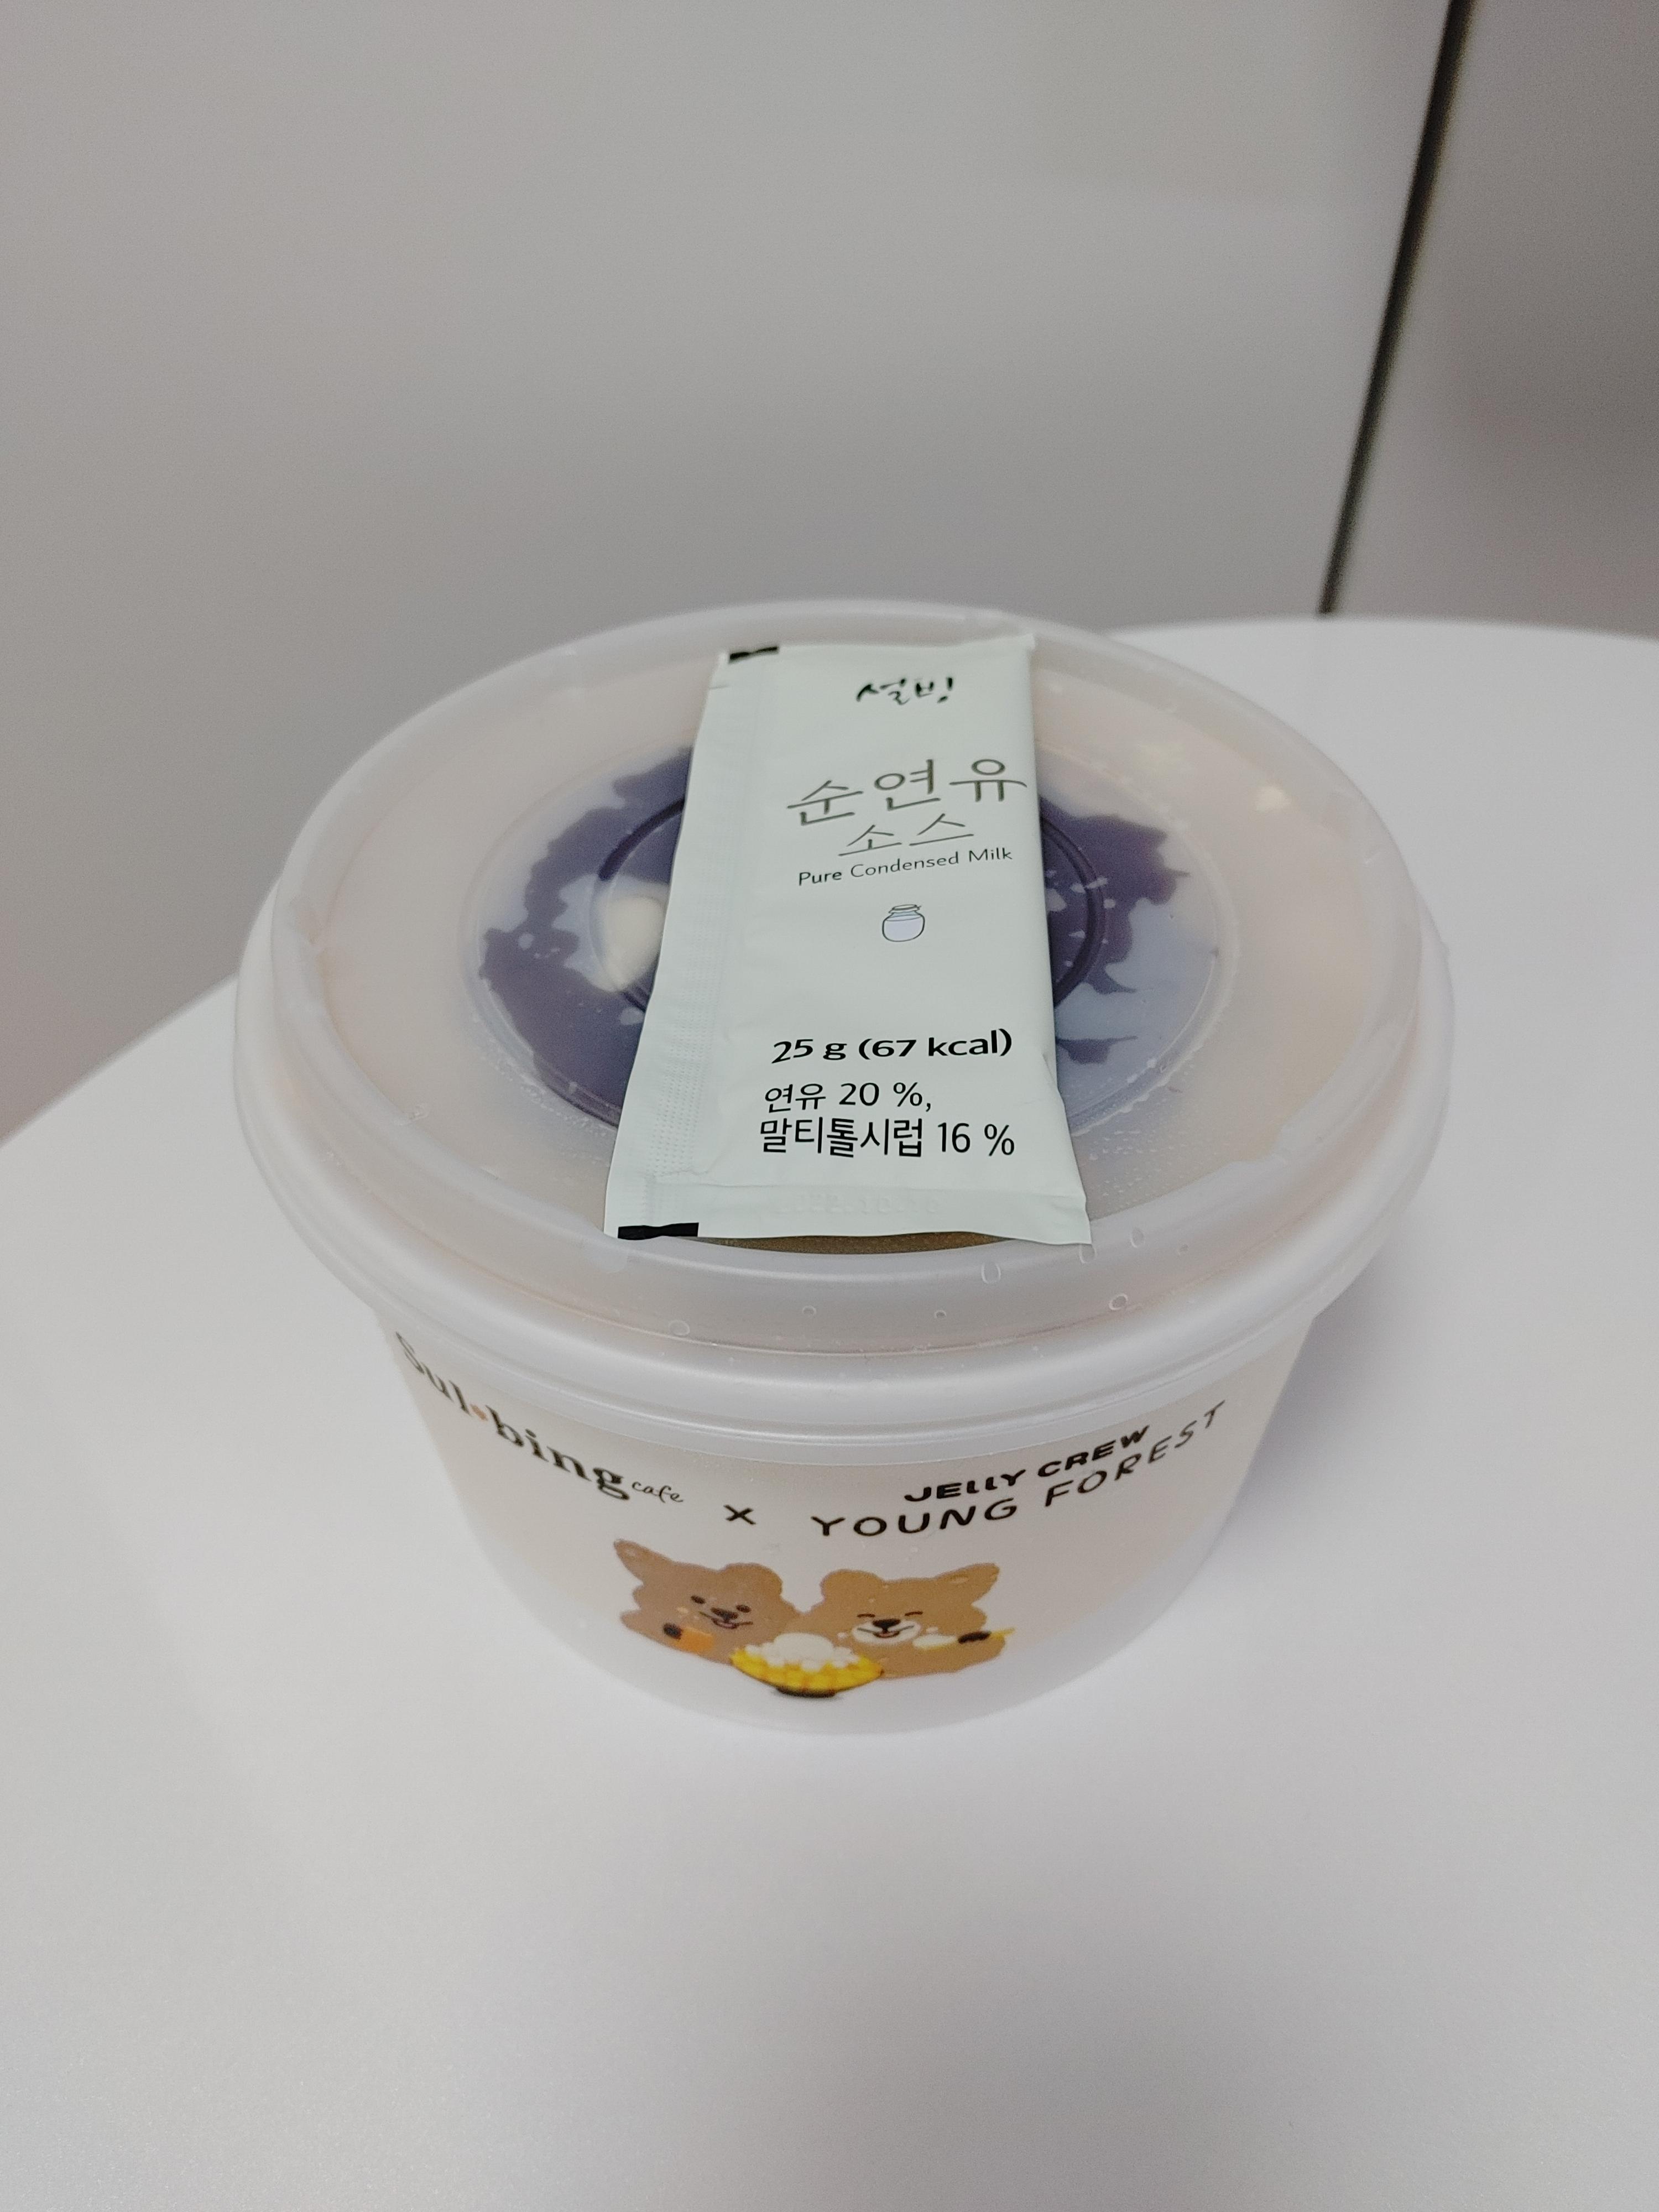 설빙
순연유
소스
Pure Condensed Milk
25 g (67 kcal)
연유 20 %,
말티톨시럽 16 %
Sul·bing cafe x JELLY CREW
YOUNG FOREST